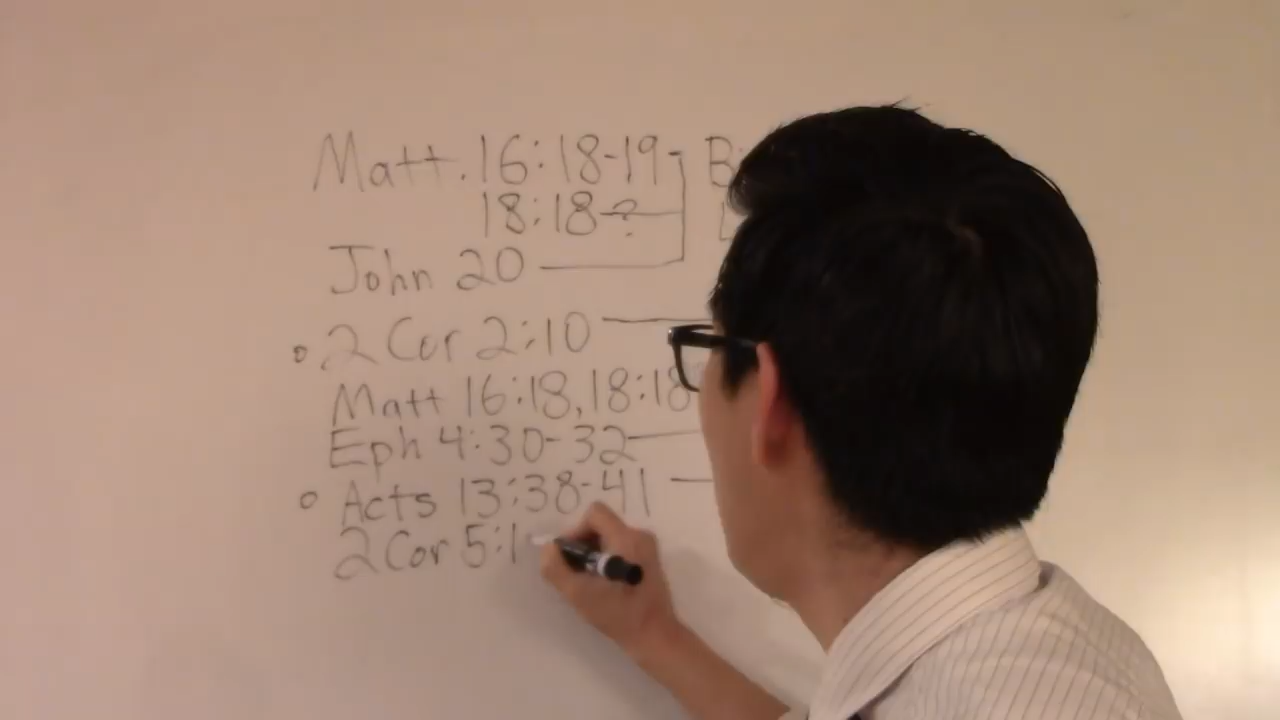 Matt. 16:18-19
18:18-?
John 20
2 Cor 2:10
Matt 16:18, 18:18
Eph 4:30-32
Acts 13:38-41
2 Cor 5:1